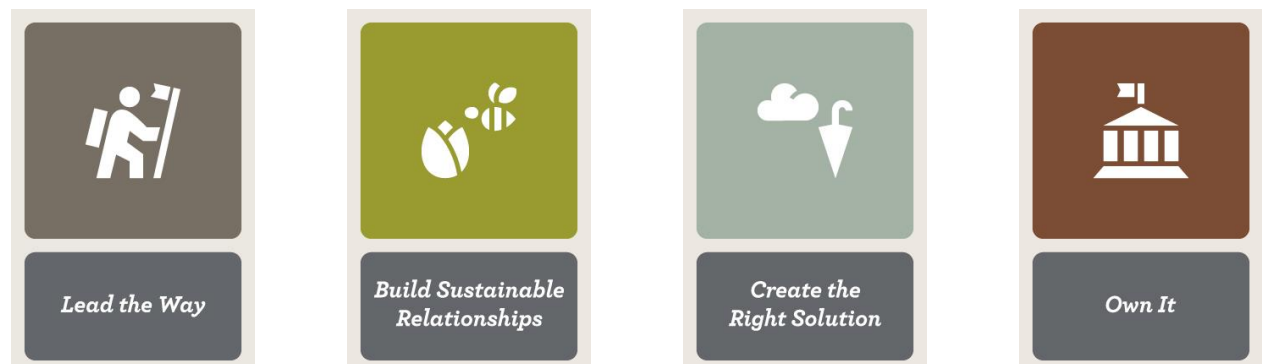 Lead the Way
Build Sustainable
Relationships
Create the
Right Solution
Own It